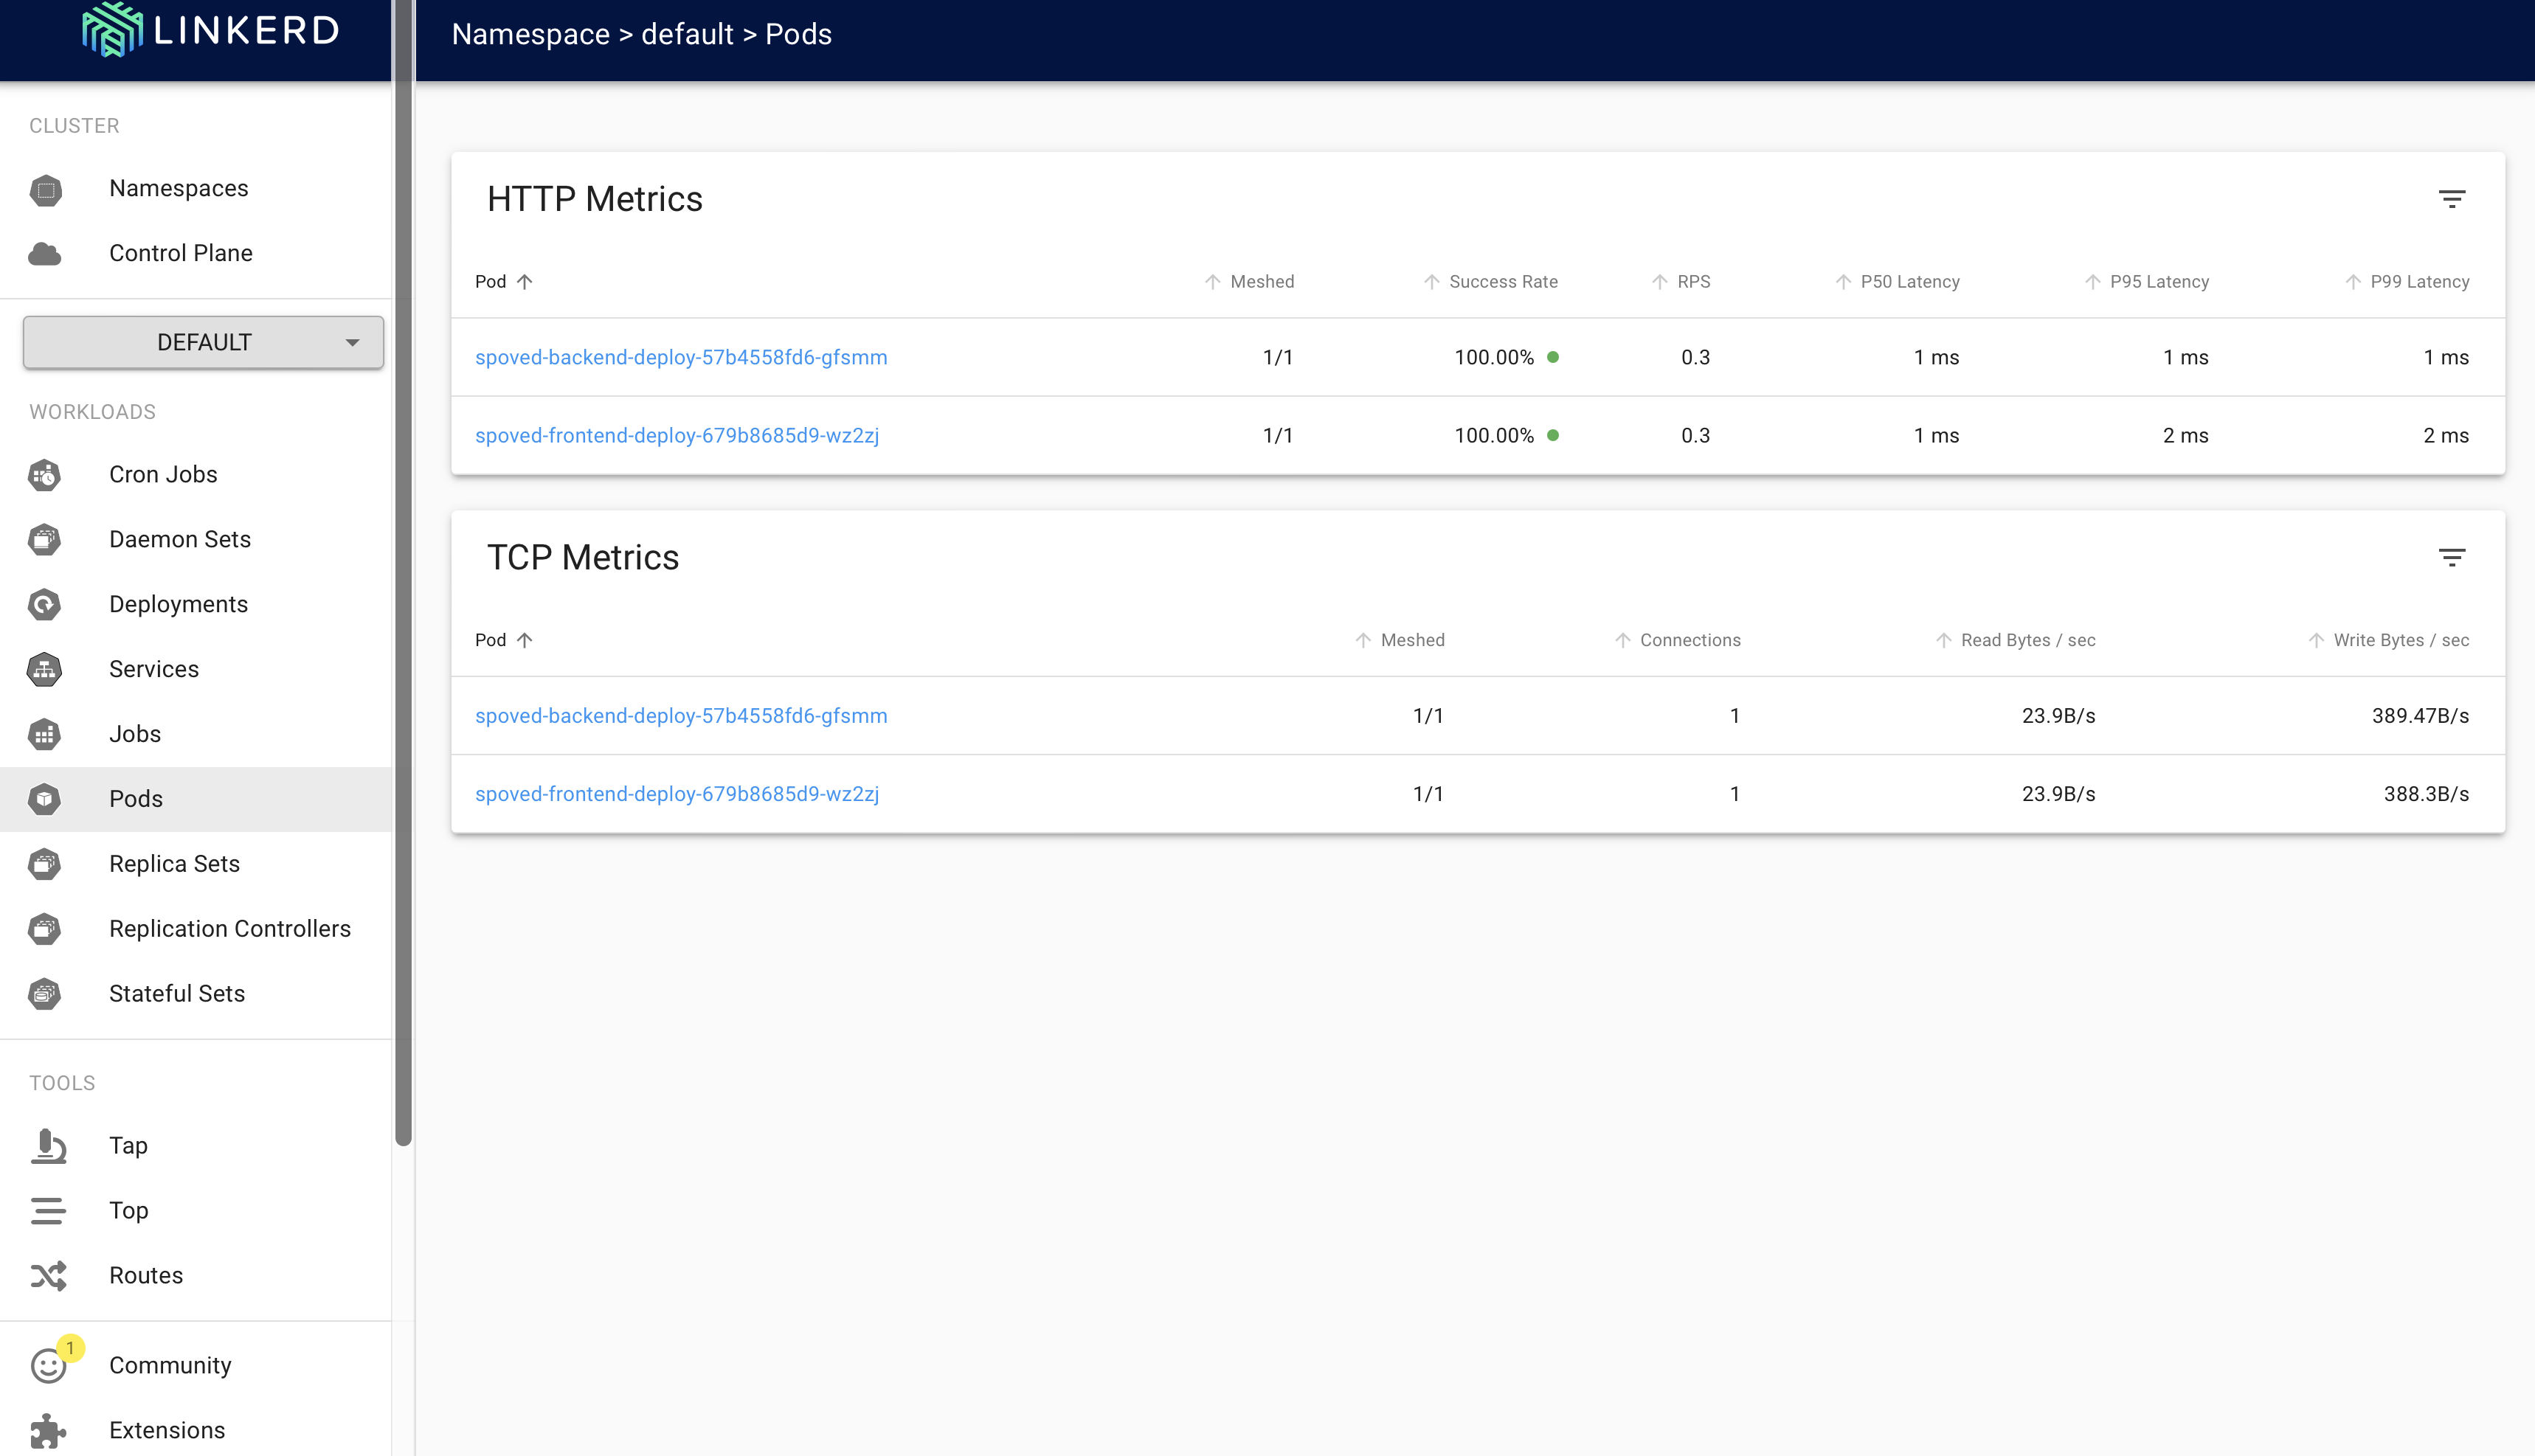 LINKERD
Namespace > default > Pods
CLUSTER
Namespaces
Control Plane
DEFAULT
WORKLOADS
Cron Jobs
Daemon Sets
Deployments
Services
Jobs
Pods
Replica Sets
Replication Controllers
Stateful Sets
TOOLS
Tap
Top
Routes
1
Community
Extensions
HTTP Metrics
Pod Meshed Success Rate RPS P50 Latency P95 Latency P99 Latency
spoved-backend-deploy-57b4558fd6-gfsmm 1/1 100.00% 0.3 1 ms 1 ms 1 ms
spoved-frontend-deploy-679b8685d9-wz2zj 1/1 100.00% 0.3 1 ms 2 ms 2 ms
TCP Metrics
Pod Meshed Connections Read Bytes / sec Write Bytes / sec
spoved-backend-deploy-57b4558fd6-gfsmm 1/1 1 23.9B/s 389.47B/s
spoved-frontend-deploy-679b8685d9-wz2zj 1/1 1 23.9B/s 388.3B/s